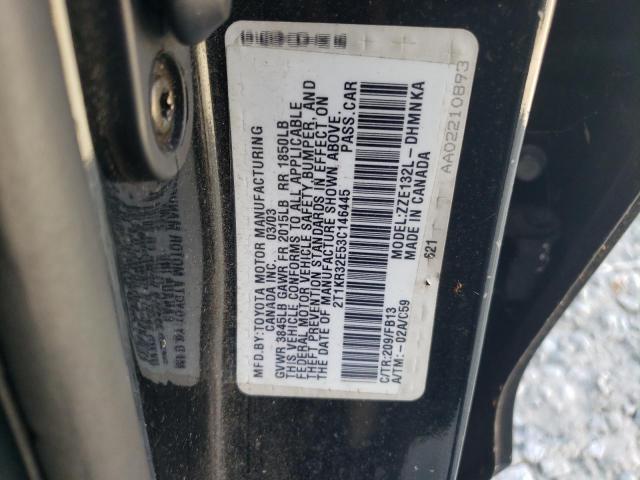 MFD.BY:TOYOTA MOTOR MANUFACTURING
CANADA INC. 03/03
GVWR 3845LB GAWR FR 2015LB RR 1850LB
THIS VEHICLE CONFORMS TO ALL APPLICABLE
FEDERAL MOTOR VEHICLE SAFETY BUMPER, AND
THEFT PREVENTION STANDARDS IN EFFECT ON
THE DATE OF MANUFACTURE SHOWN ABOVE.
2T1KR32E53C146445 PASS.CAR
C/TR:209/FB13 MODEL:ZZE132L-DHMNKA
A/TM:-02A/C59 MADE IN CANADA
621
AA02210B93